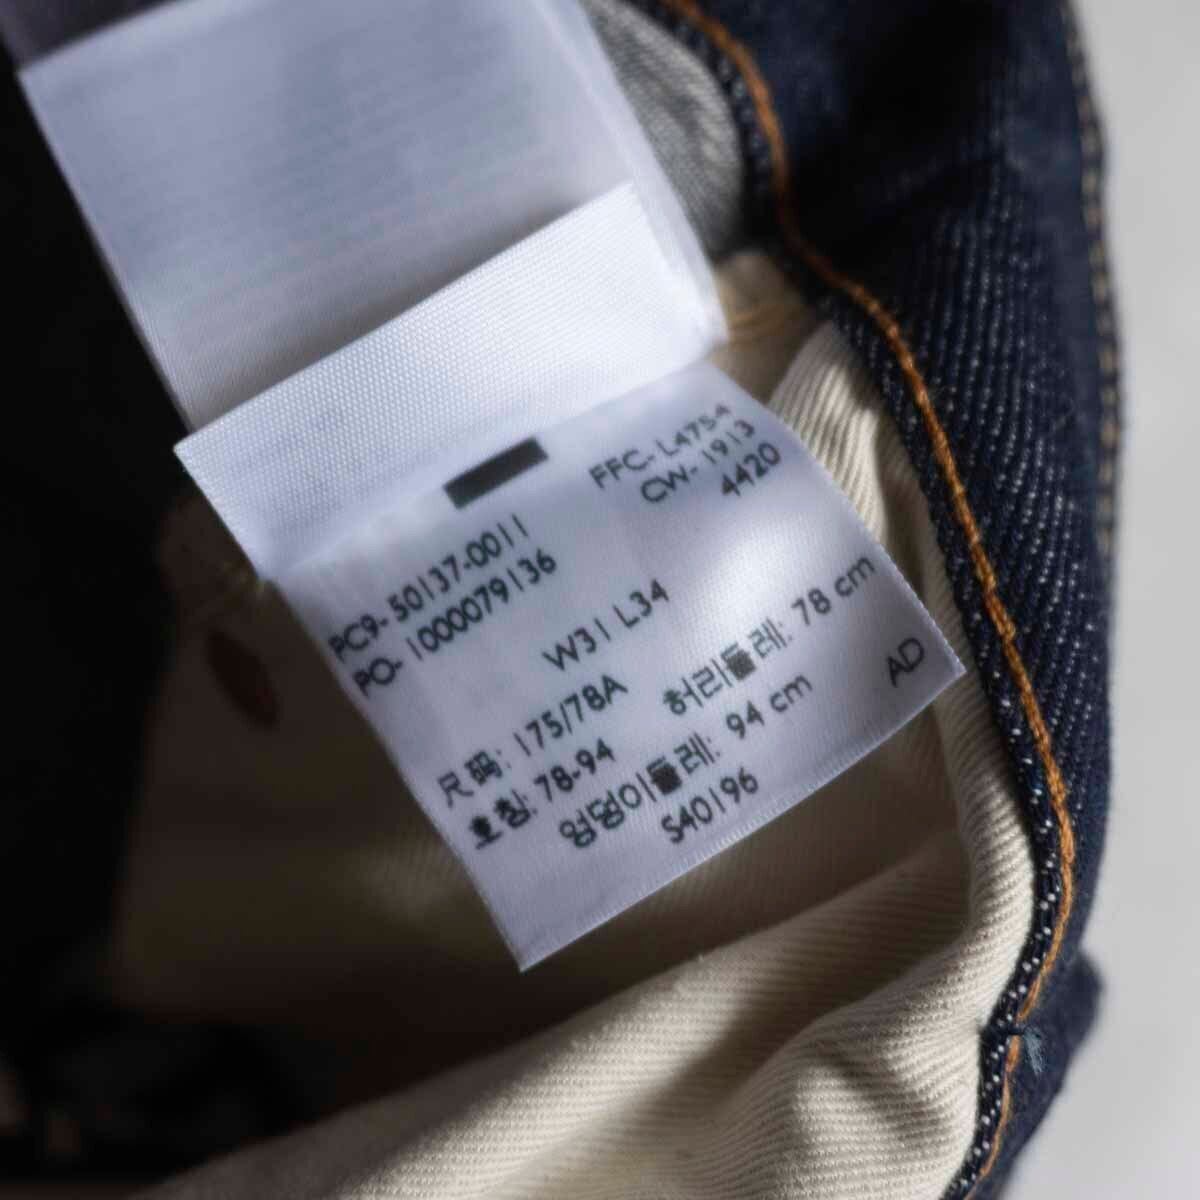 FFC- L4754
CW- 1913
4420
PC9- 50137-0011
PO- 1000079136
W31 L34
尺码: 175/78A
허리둘레: 78 cm
호칭: 78-94
엉덩이둘레: 94 cm
AD
S40196